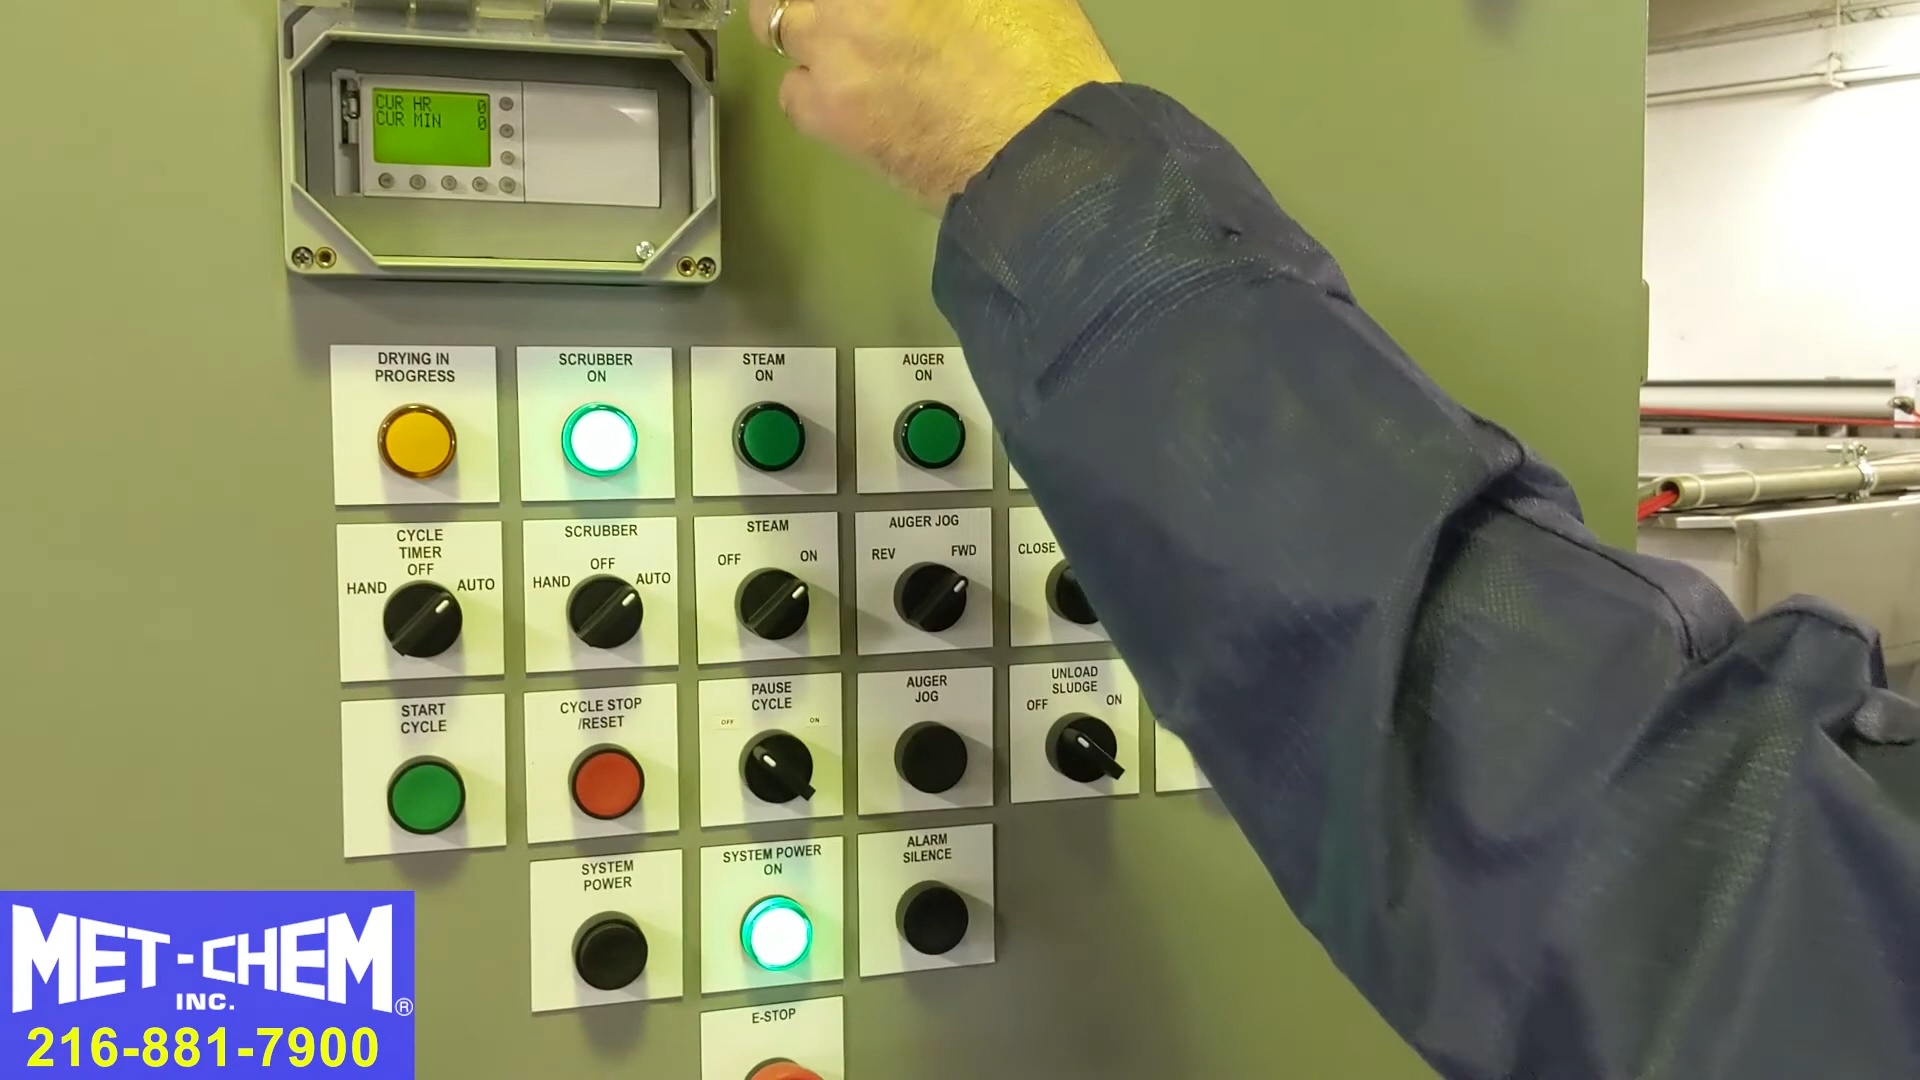 CUR HR 0
CUR MIN 0
DRYING IN
PROGRESS
SCRUBBER
ON
STEAM
ON
AUGER
ON
CYCLE
TIMER
OFF
HAND AUTO
SCRUBBER
OFF
HAND AUTO
STEAM
OFF ON
AUGER JOG
REV FWD
CLOSE
START
CYCLE
CYCLE STOP
/RESET
PAUSE
CYCLE
OFF ON
AUGER
JOG
UNLOAD
SLUDGE
OFF ON
SYSTEM
POWER
SYSTEM POWER
ON
ALARM
SILENCE
E-STOP
MET-CHEM
INC.
®
216-881-7900